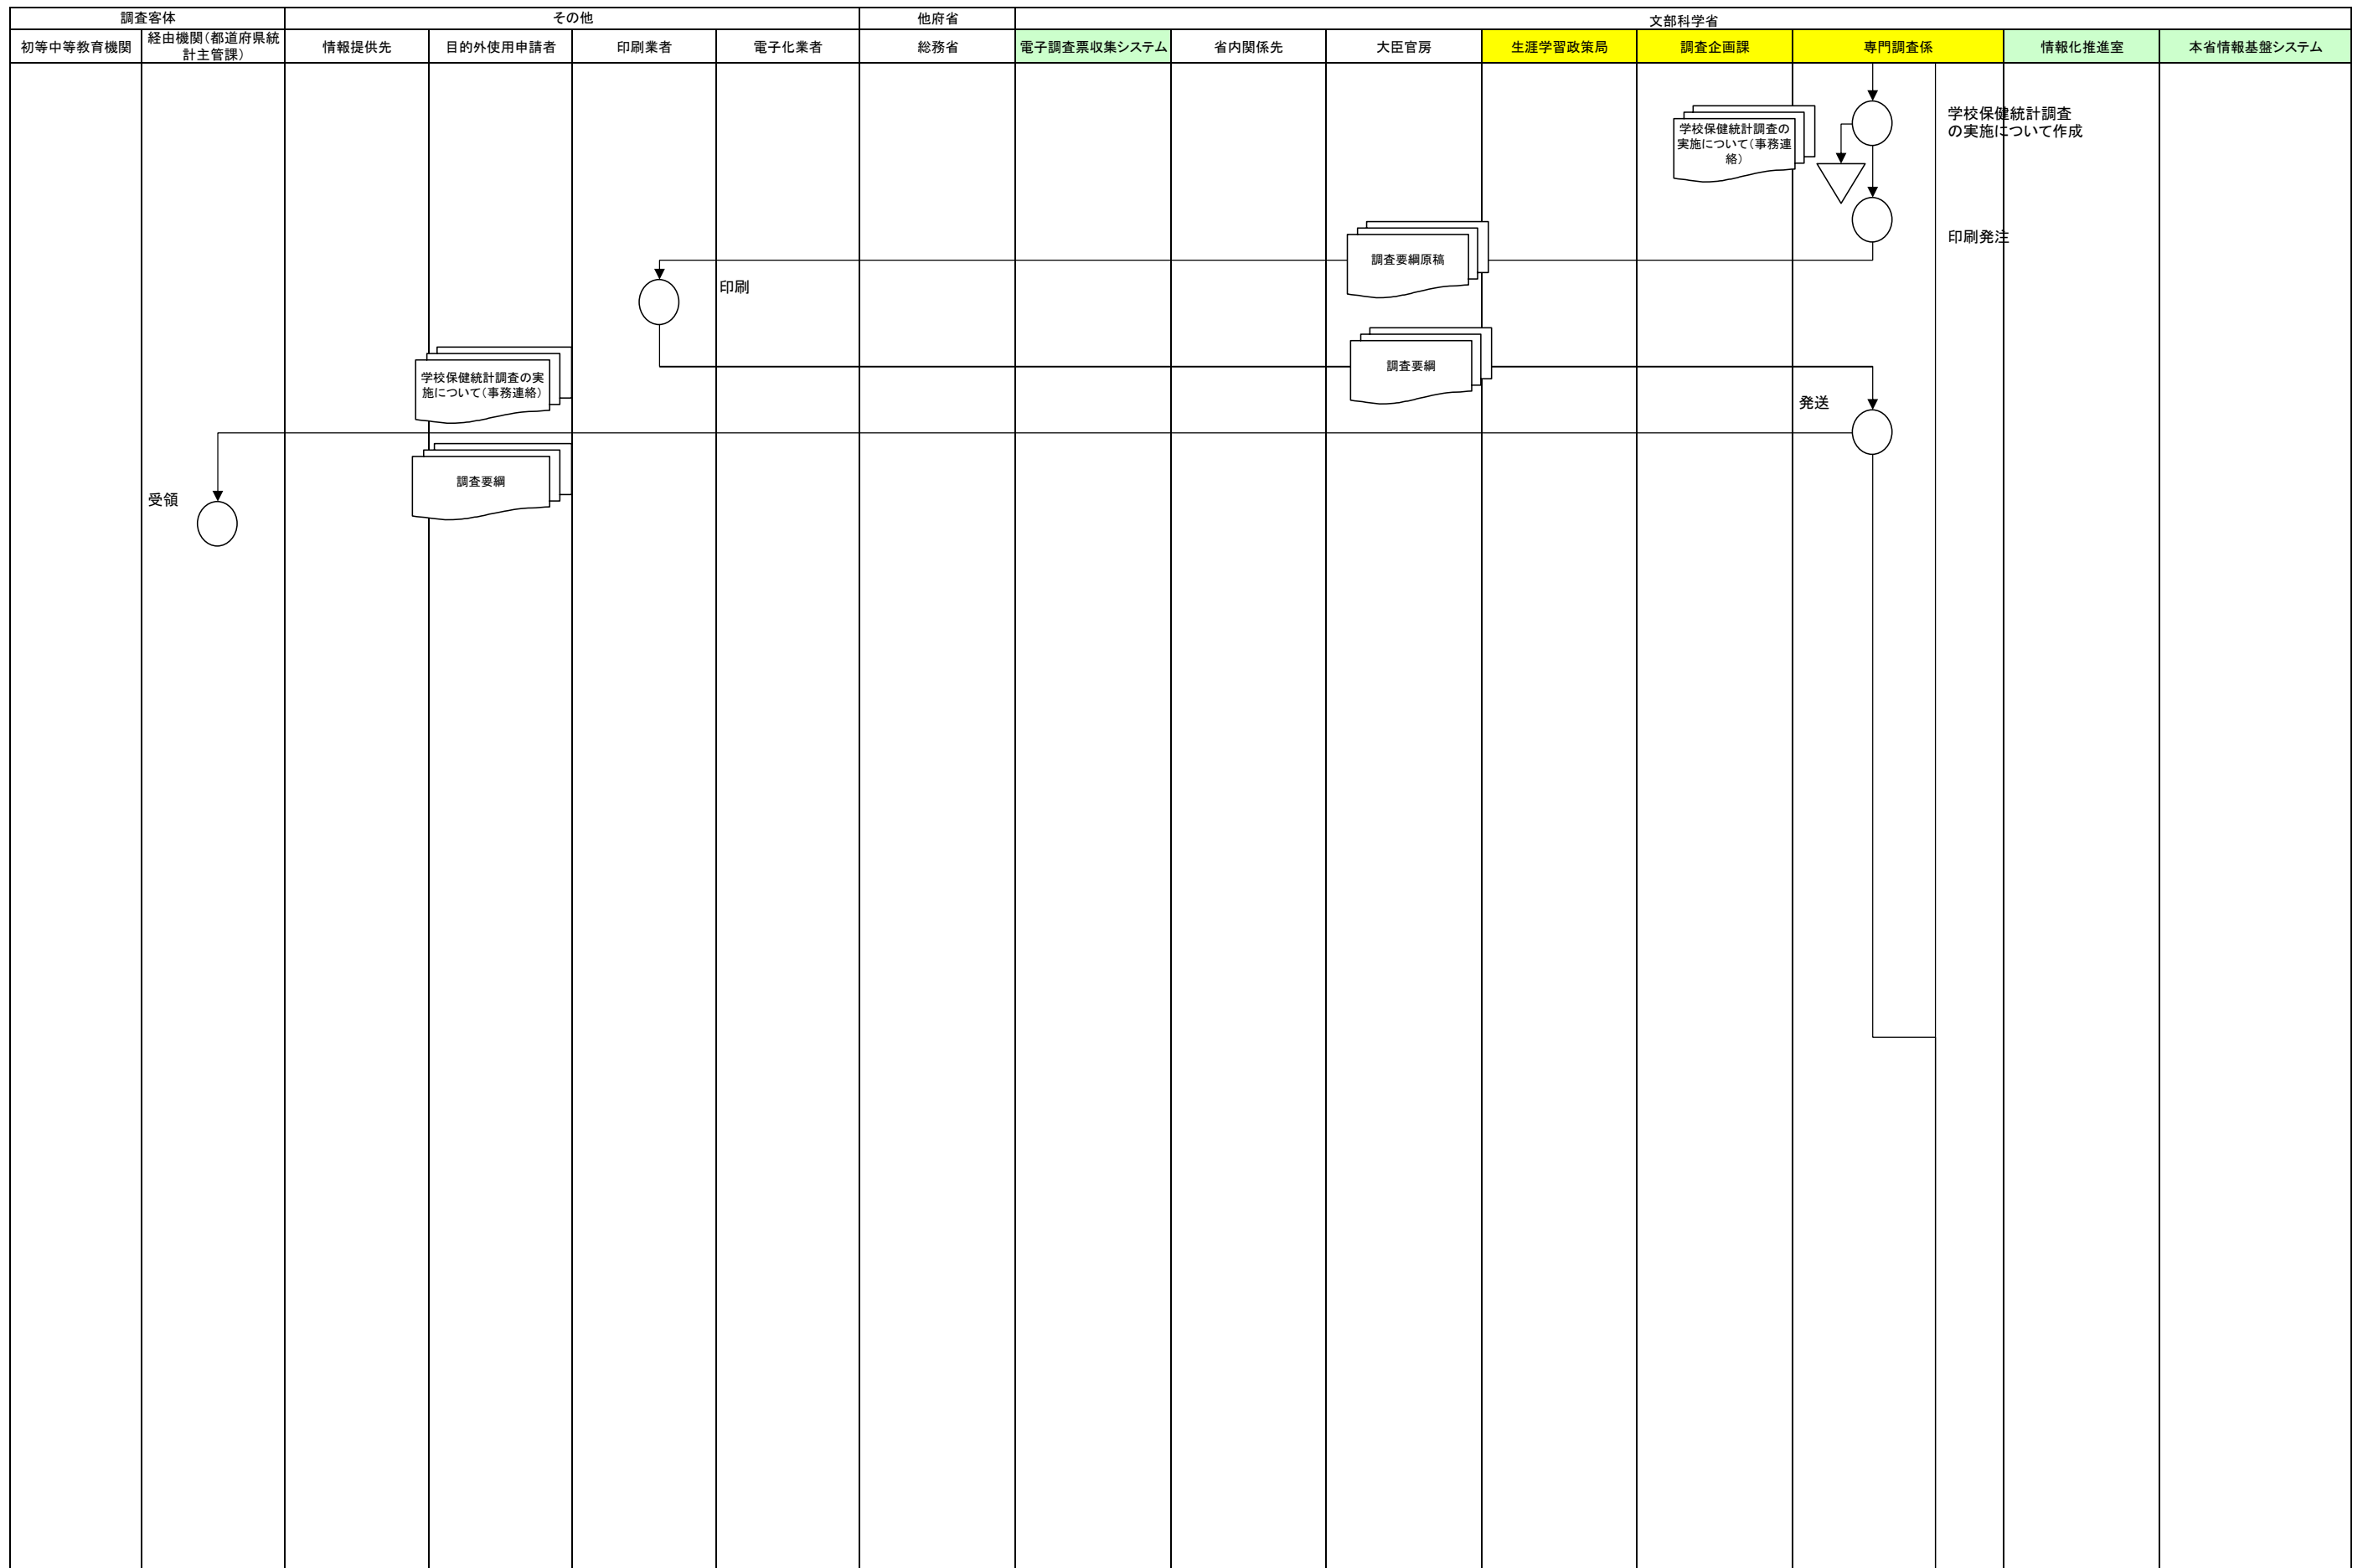 調査客体
その他
他府省
文部科学省
初等中等教育機関
経由機関（都道府県統
計主管課）
情報提供先
目的外使用申請者
印刷業者
電子化業者
総務省
電子調査票収集システム
省内関係先
大臣官房
生涯学習政策局
調査企画課
専門調査係
情報化推進室
本省情報基盤システム
学校保健統計調査の
実施について（事務連
絡）
学校保健統計調査
の実施について作成
印刷発注
調査要綱原稿
印刷
調査要綱
学校保健統計調査の実
施について（事務連絡）
発送
調査要綱
受領